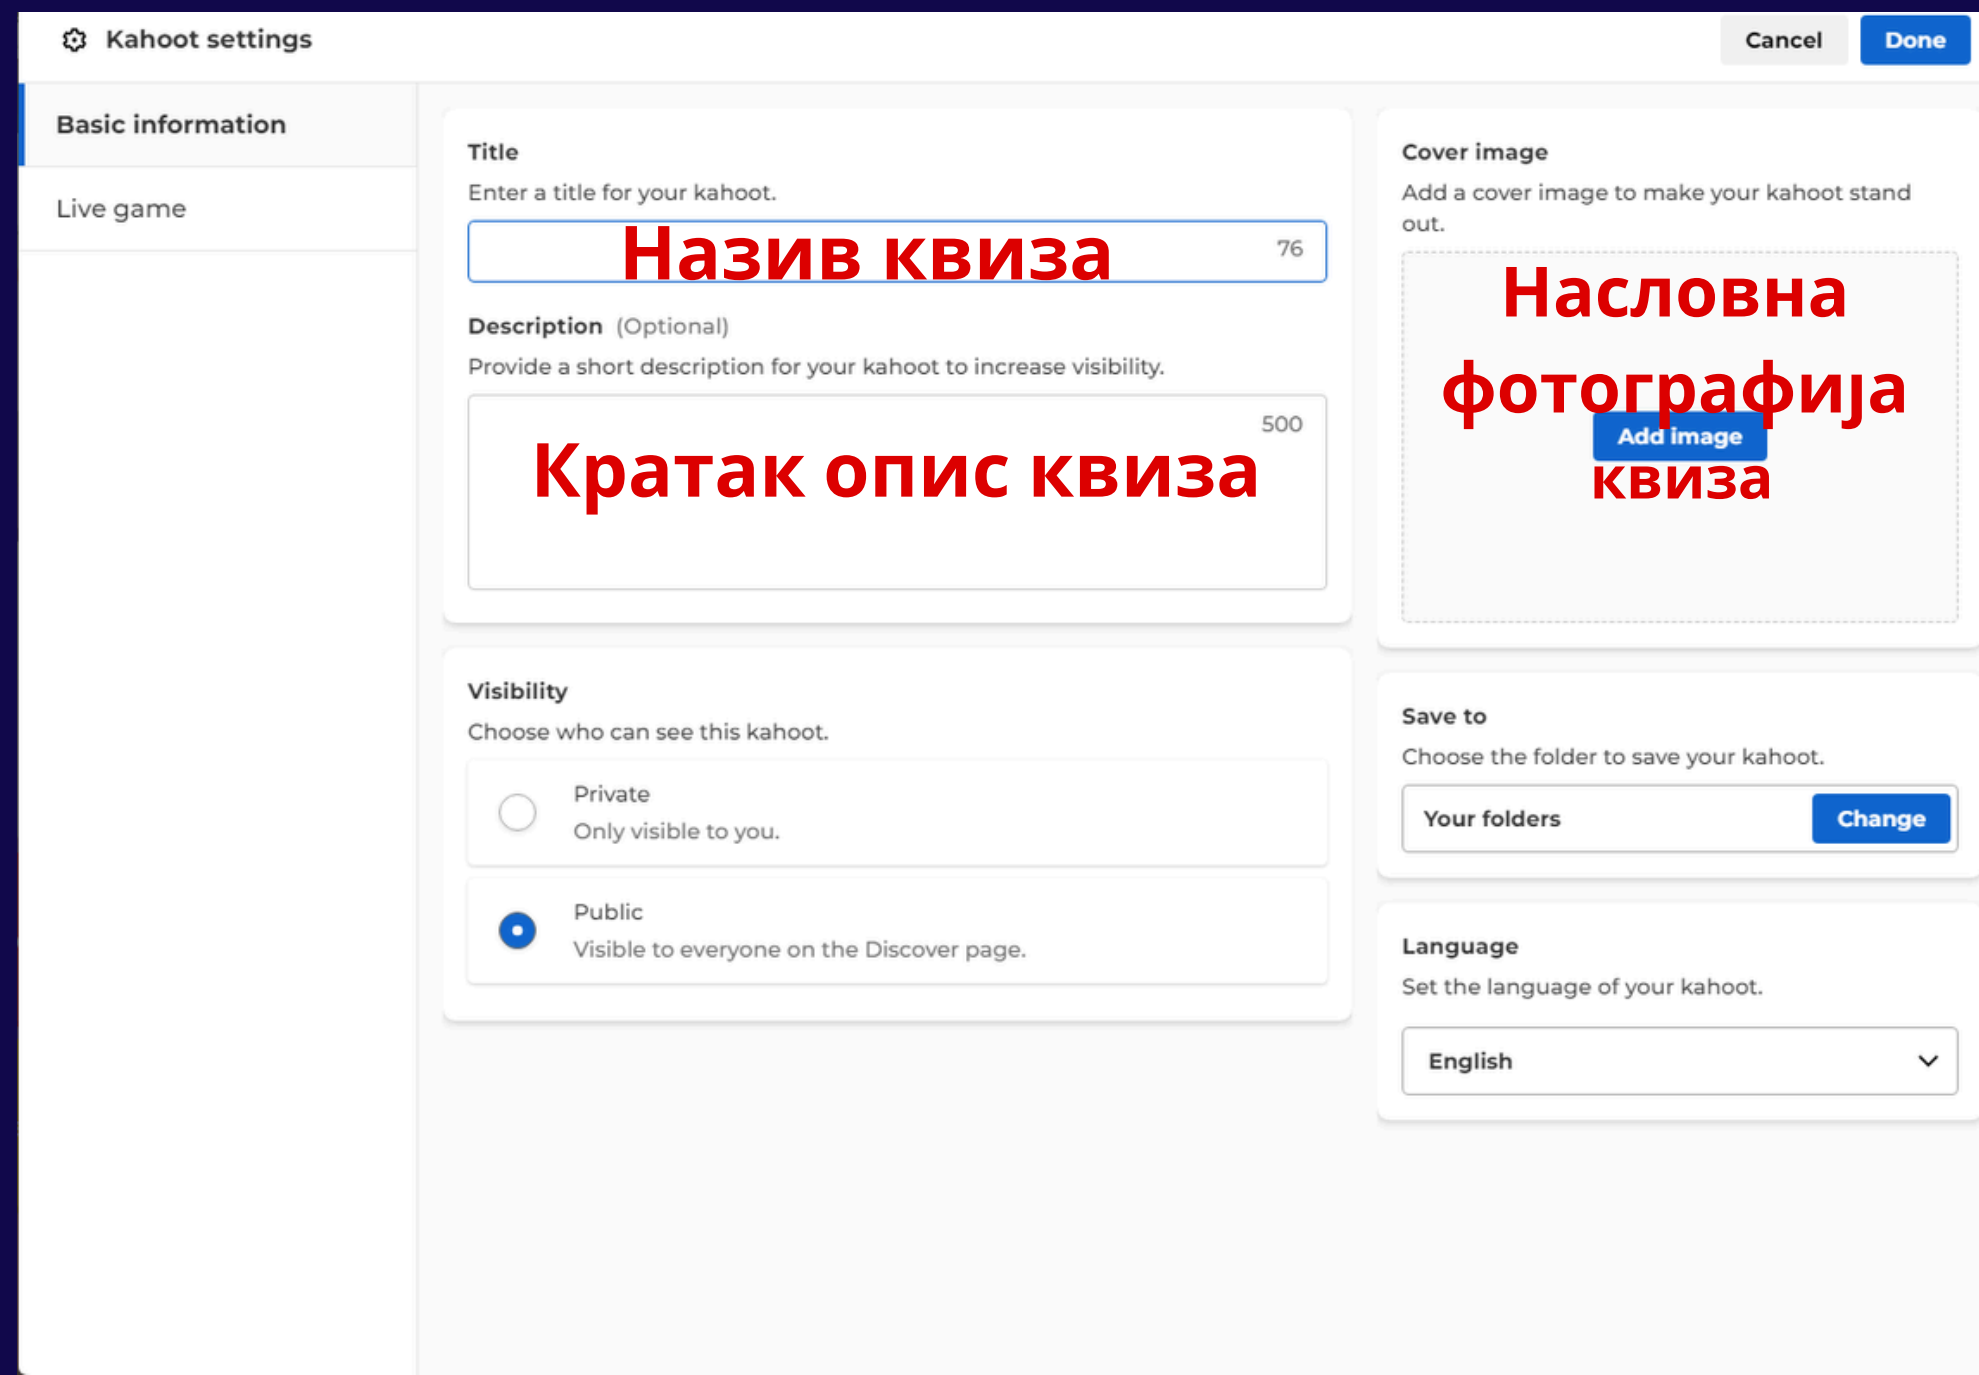 Kahoot settings
Cancel
Done
Basic information
Live game
Title
Enter a title for your kahoot.
Назив квиза
76
Description (Optional)
Provide a short description for your kahoot to increase visibility.
500
Кратак опис квиза
Visibility
Choose who can see this kahoot.
Private
Only visible to you.
Public
Visible to everyone on the Discover page.
Cover image
Add a cover image to make your kahoot stand
out.
Насловна
фотографија
Add image
квиза
Save to
Choose the folder to save your kahoot.
Your folders
Change
Language
Set the language of your kahoot.
English